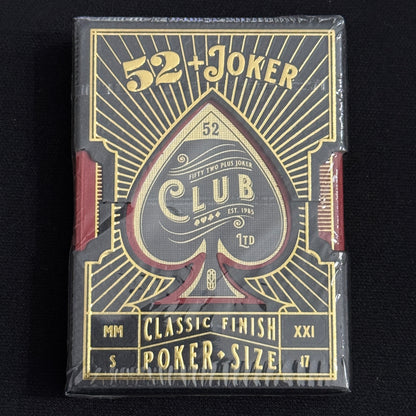 52+JOKER
52
FIFTY TWO PLUS JOKER
CLUB
EST. 1985
LTD
MM CLASSIC FINISH XXI
S POKER SIZE 17